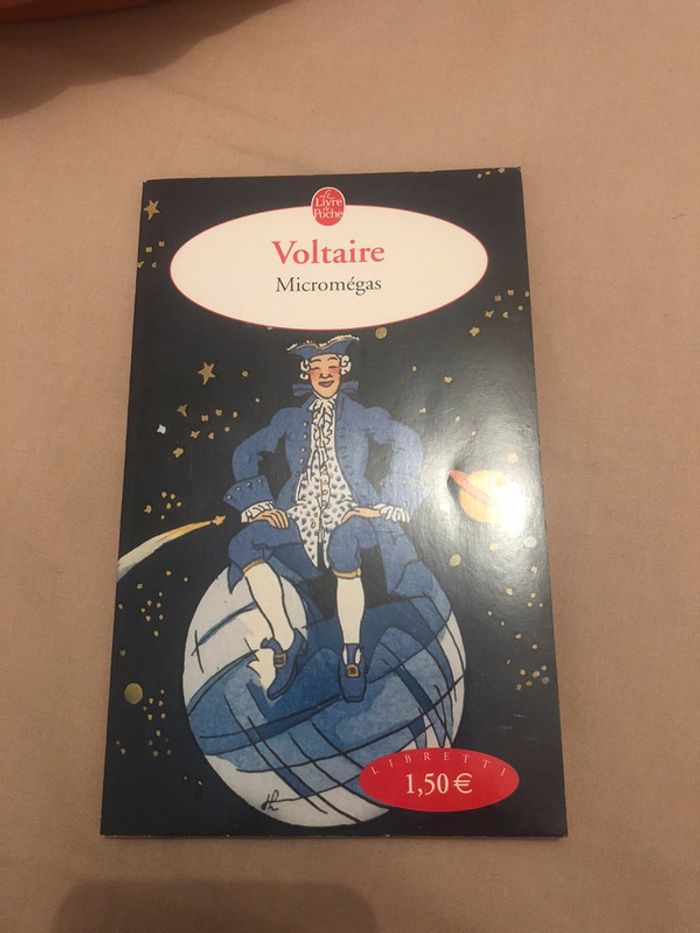 Le
Livre
de
Poche
Voltaire
Micromégas
LIBRETTI
1,50 €